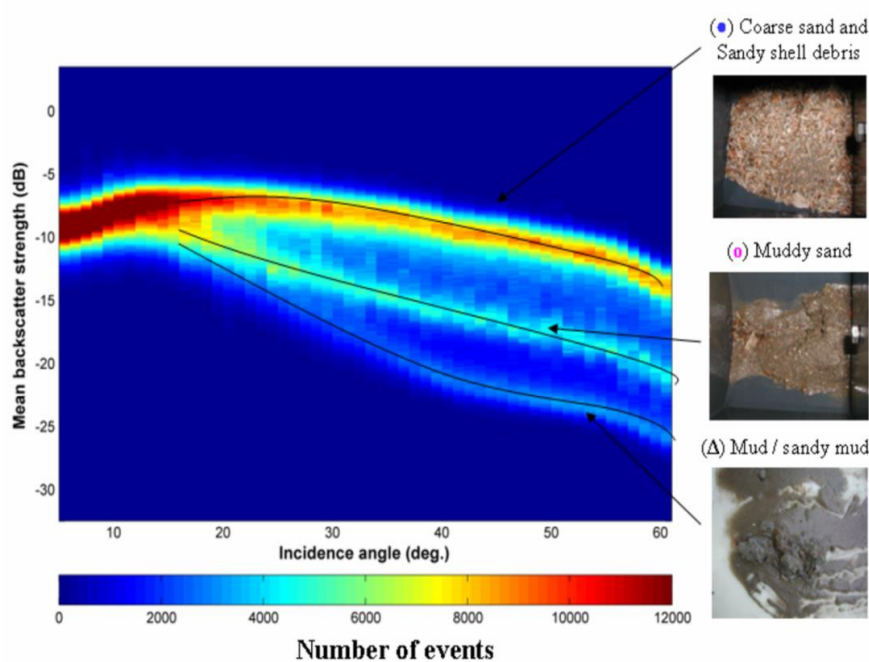 (●) Coarse sand and
Sandy shell debris
(o) Muddy sand
(Δ) Mud / sandy mud
Mean backscatter strength (dB)
0
-5
-10
-15
-20
-25
-30
10 20 30 40 50 60
Incidence angle (deg.)
0 2000 4000 6000 8000 10000 12000
Number of events